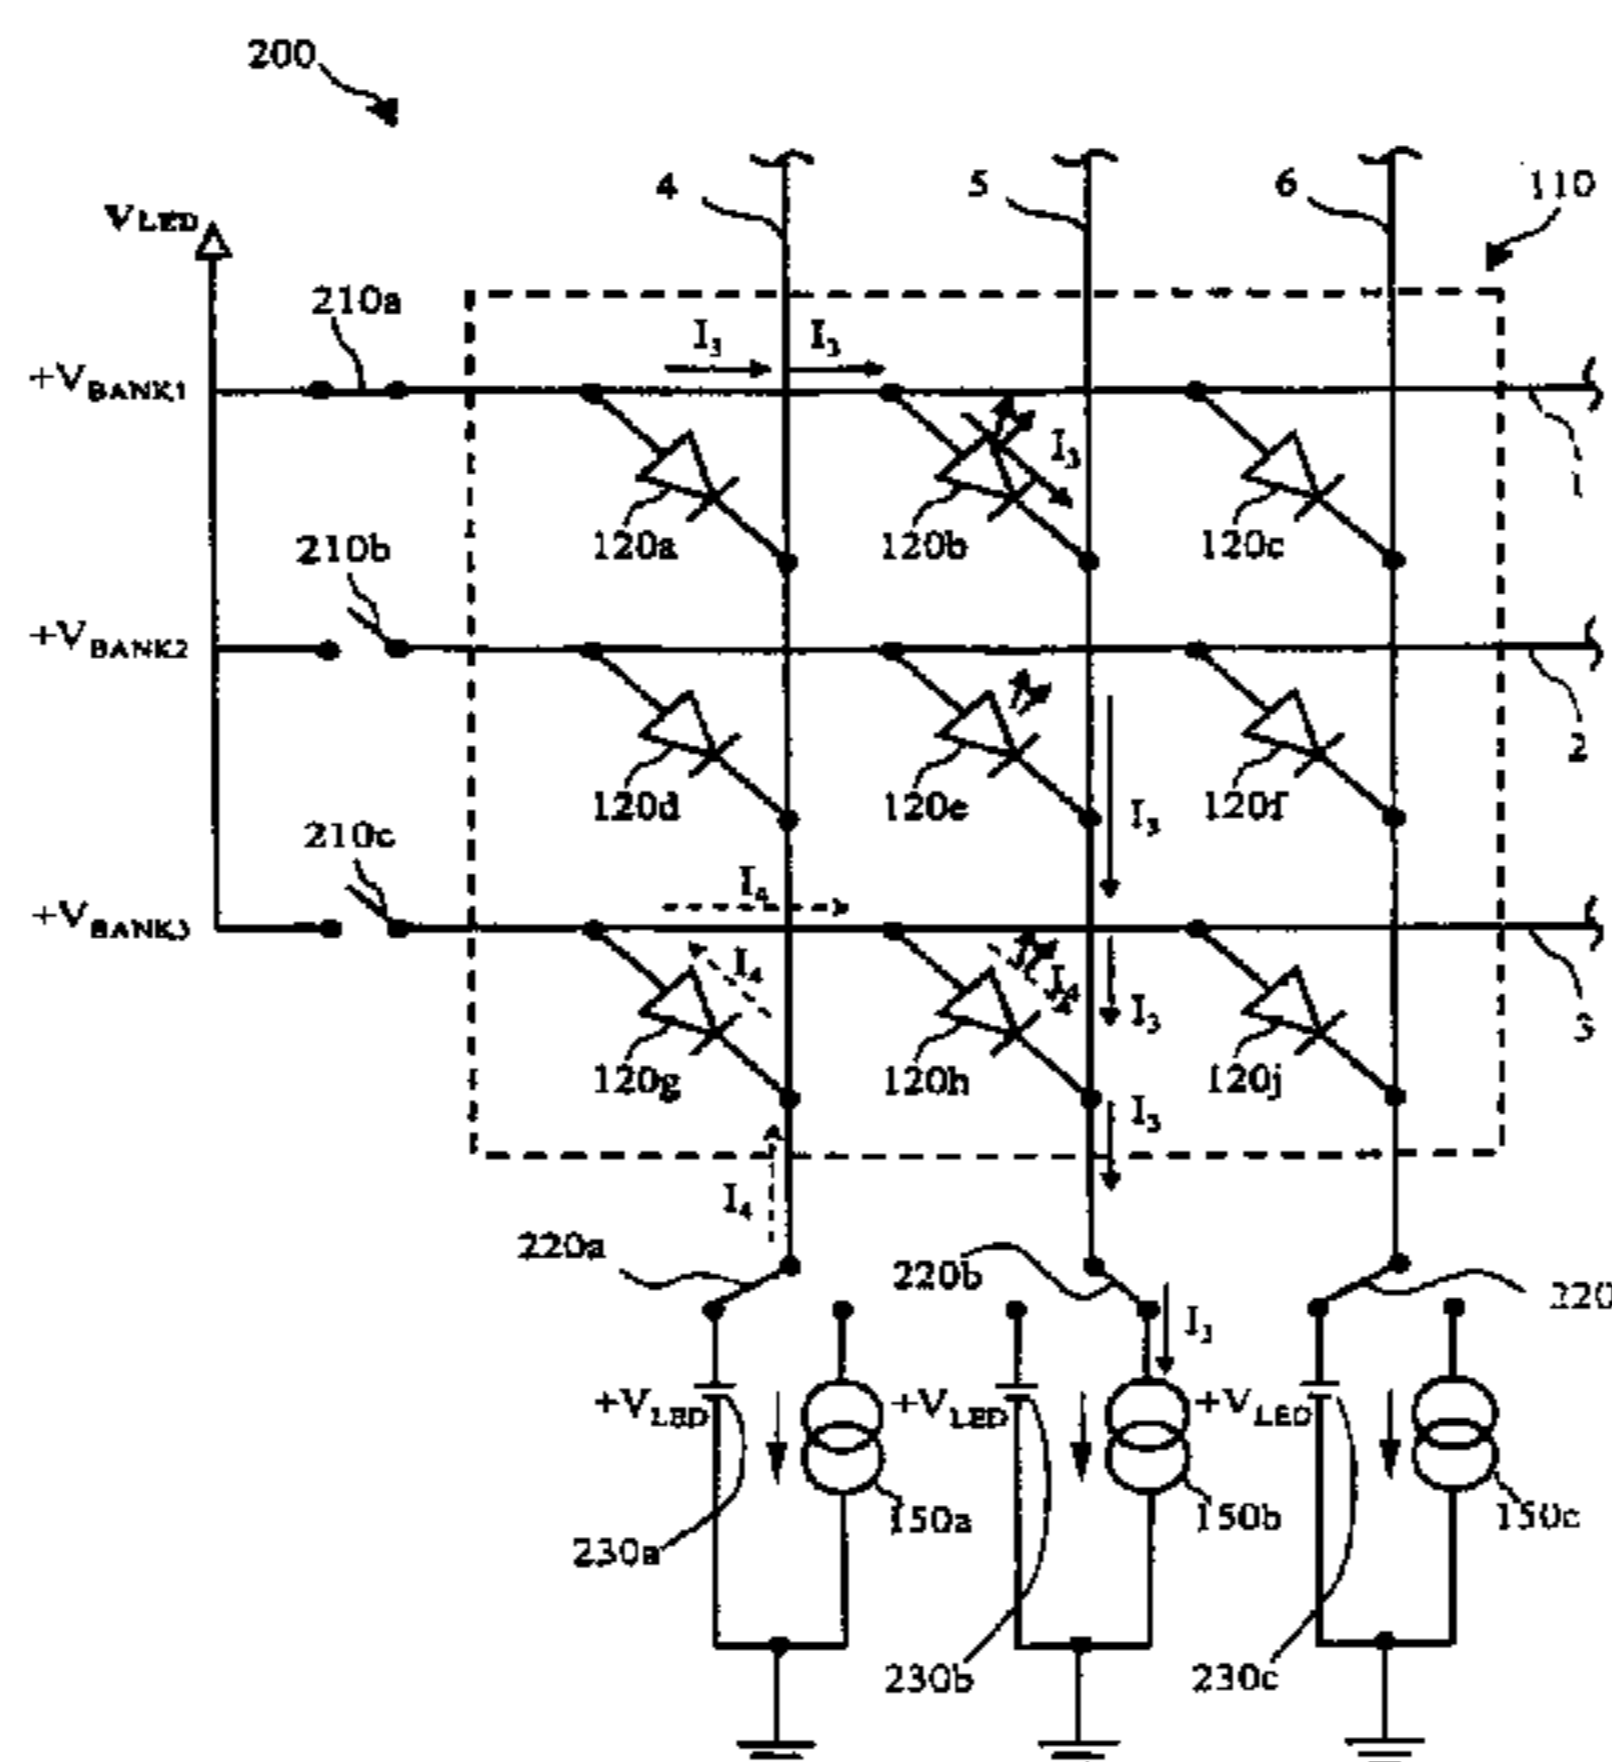 200
4 5 6 110
VLED
210a
I3 I3
+VBANK1
I3
1
120a 120b 120c
210b
+VBANK2
2
120d 120e 120f
I3
210c
I4
+VBANK3
I4 I4
I3
3
120g 120h 120j
I3
I4
220a 220b 220
I3
+VLED +VLED +VLED
150a 150b 150c
230a
230b 230c